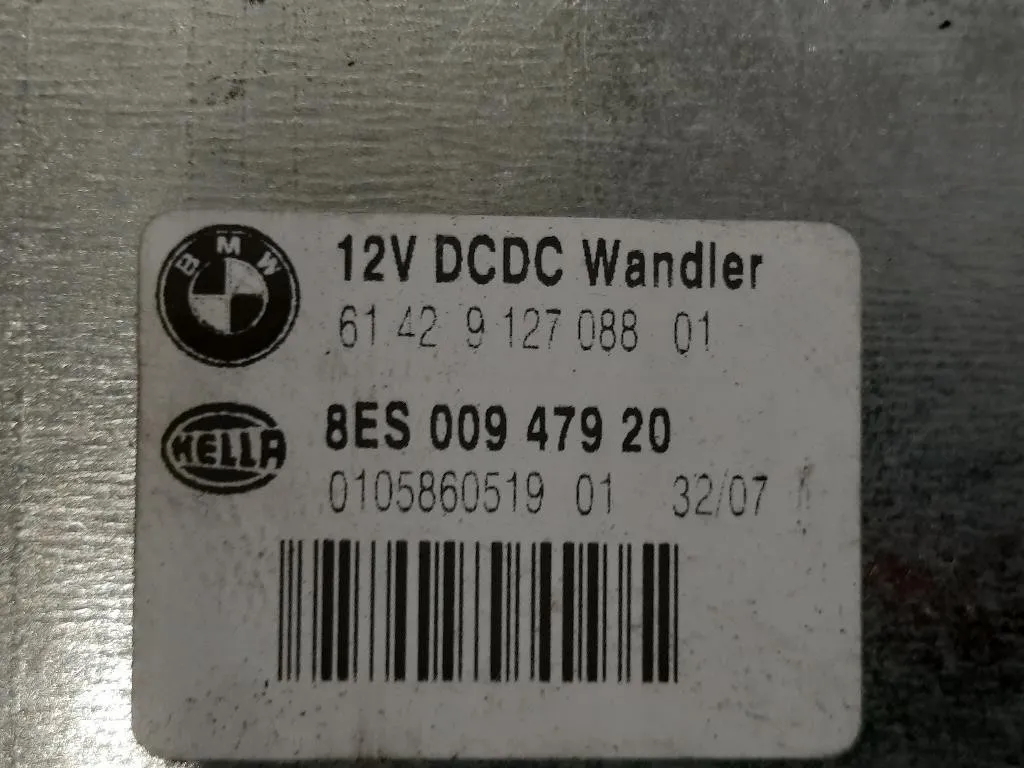 BMW
12V DCDC Wandler
61 42 9 127 088 01
HELLA
8ES 009 479 20
0105860519 01 32/07